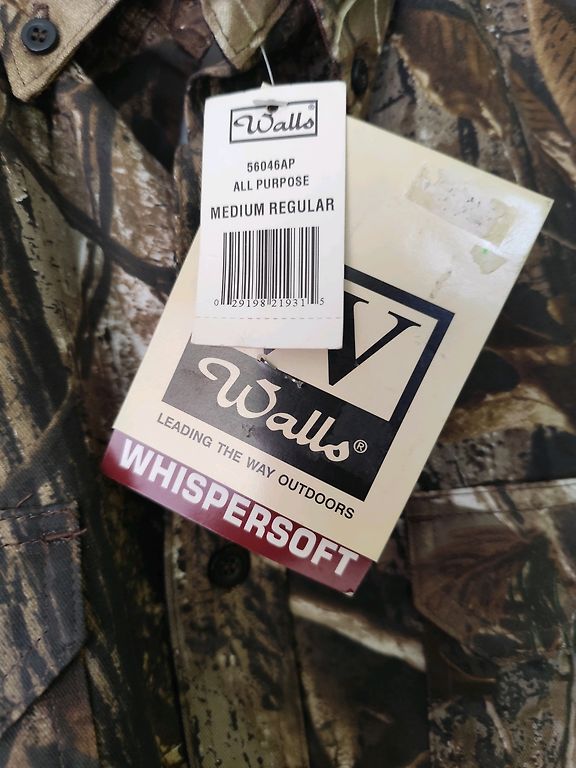 Walls®
56046AP
ALL PURPOSE
MEDIUM REGULAR
0 29198 21931 5
W
Walls®
LEADING THE WAY OUTDOORS
WHISPERSOFT